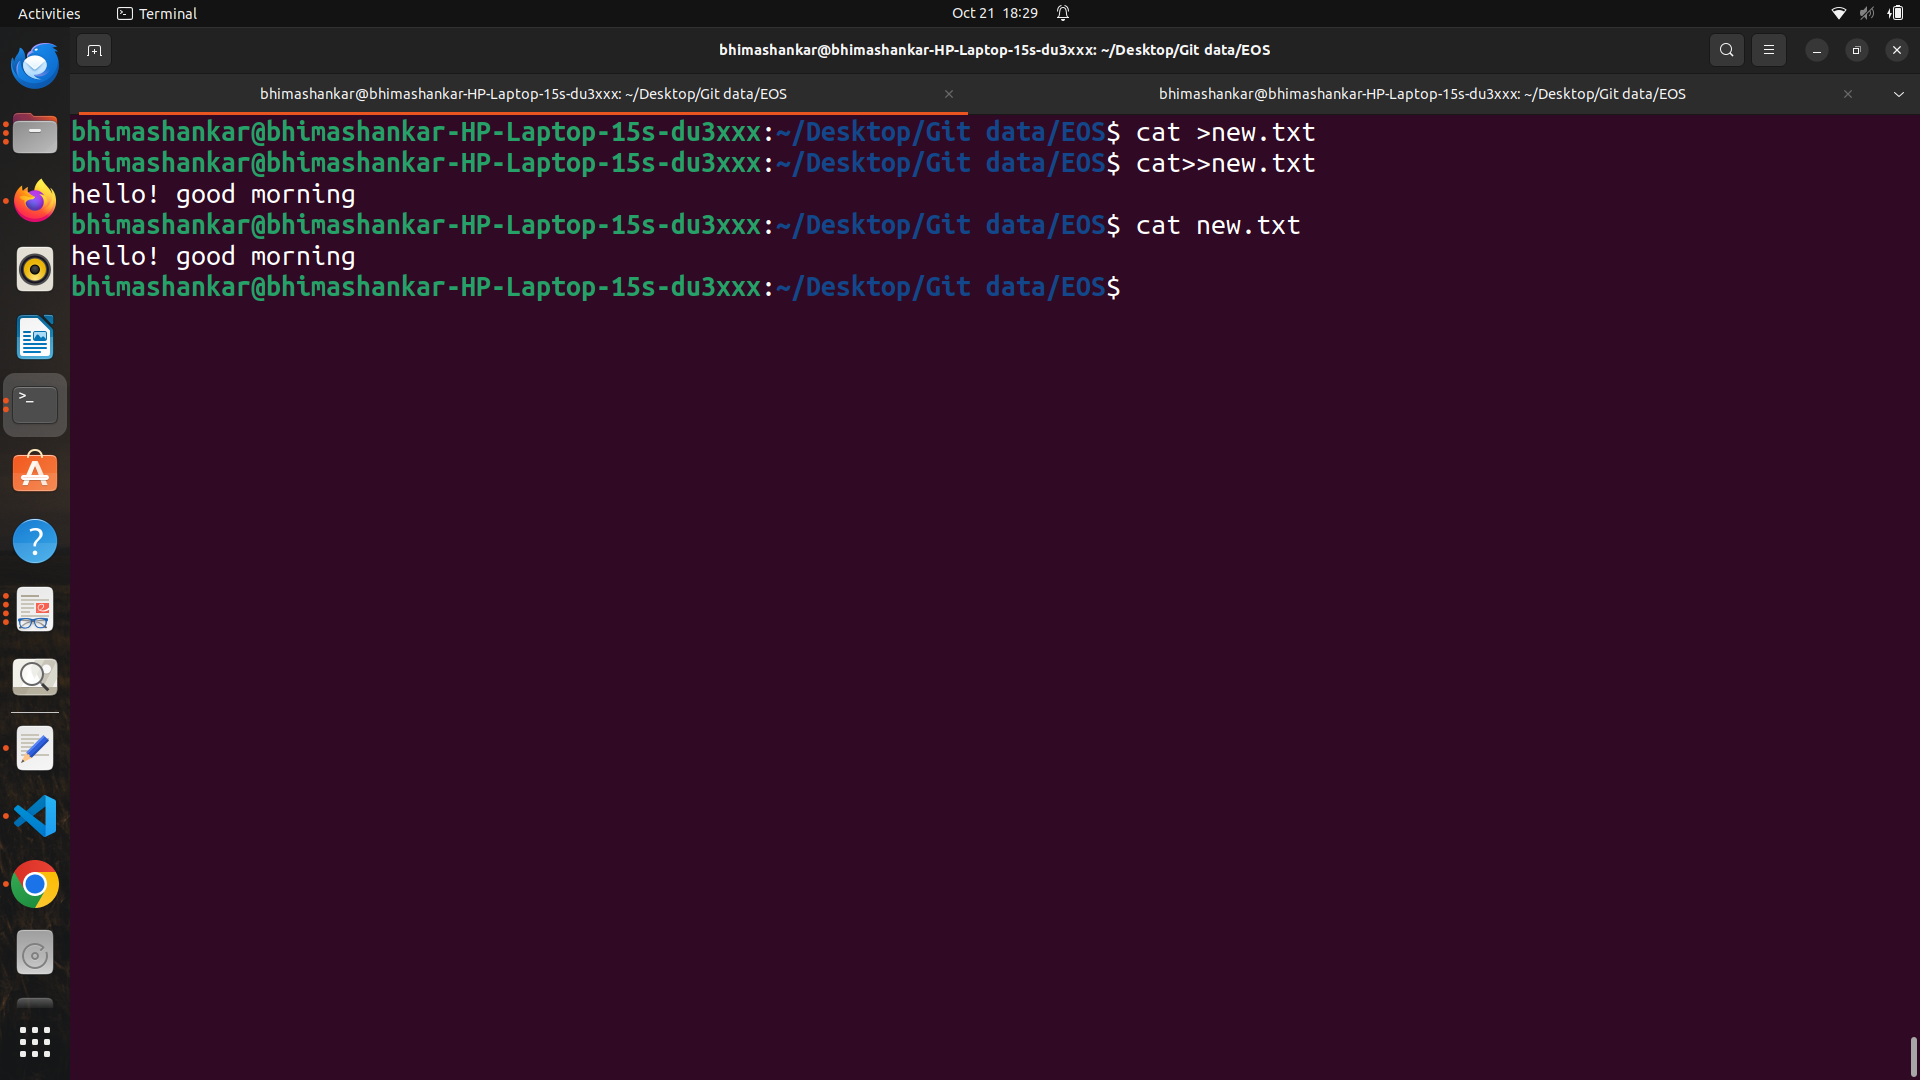 Activities
Terminal
Oct 21 18:29
bhimashankar@bhimashankar-HP-Laptop-15s-du3xxx: ~/Desktop/Git data/EOS
bhimashankar@bhimashankar-HP-Laptop-15s-du3xxx: ~/Desktop/Git data/EOS
bhimashankar@bhimashankar-HP-Laptop-15s-du3xxx: ~/Desktop/Git data/EOS
bhimashankar@bhimashankar-HP-Laptop-15s-du3xxx:~/Desktop/Git data/EOS$ cat >new.txt
bhimashankar@bhimashankar-HP-Laptop-15s-du3xxx:~/Desktop/Git data/EOS$ cat>>new.txt
hello! good morning
bhimashankar@bhimashankar-HP-Laptop-15s-du3xxx:~/Desktop/Git data/EOS$ cat new.txt
hello! good morning
bhimashankar@bhimashankar-HP-Laptop-15s-du3xxx:~/Desktop/Git data/EOS$